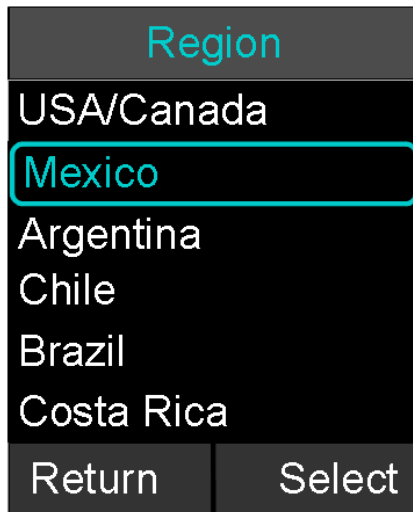 Region
USA/Canada
Mexico
Argentina
Chile
Brazil
Costa Rica
Return Select